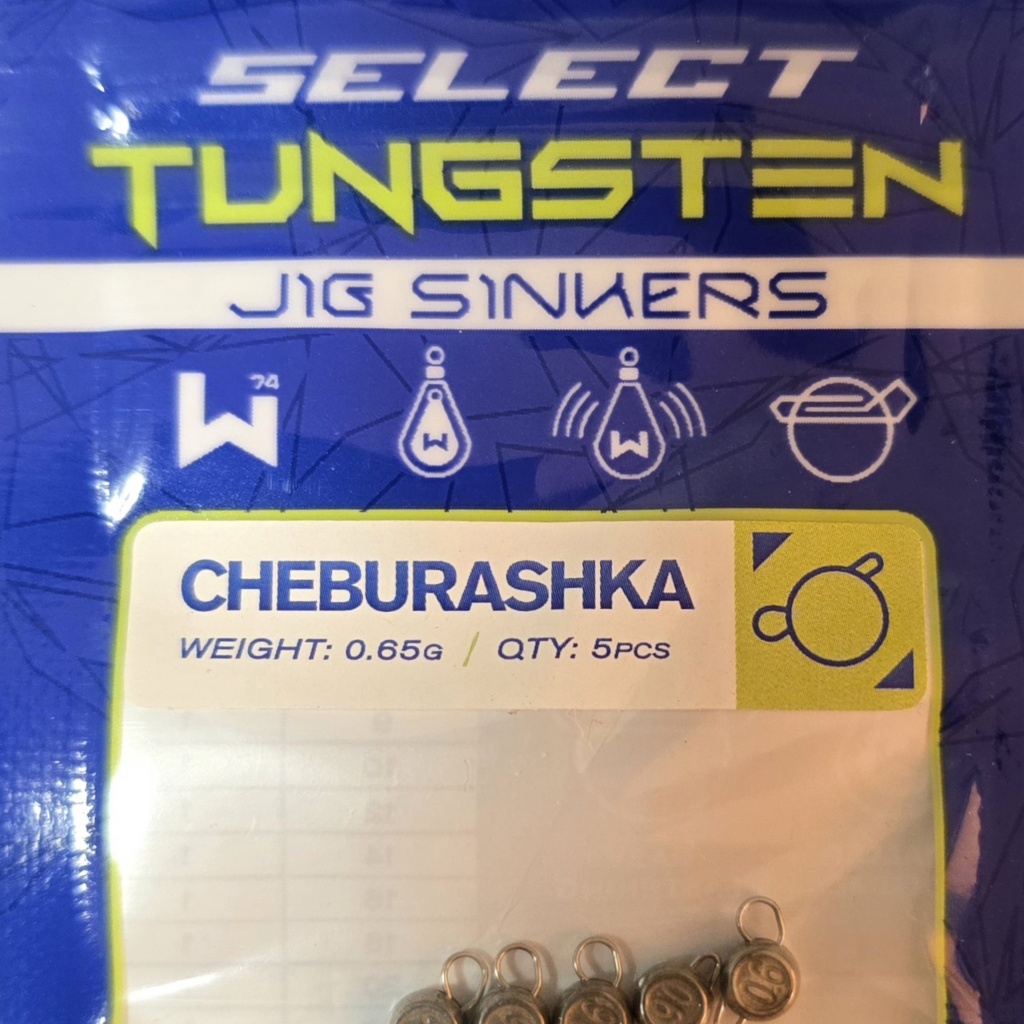 SELECT
TUNGSTEN
JIG SINKERS
W 74
W
W
CHEBURASHKA
WEIGHT: 0.65G / QTY: 5PCS